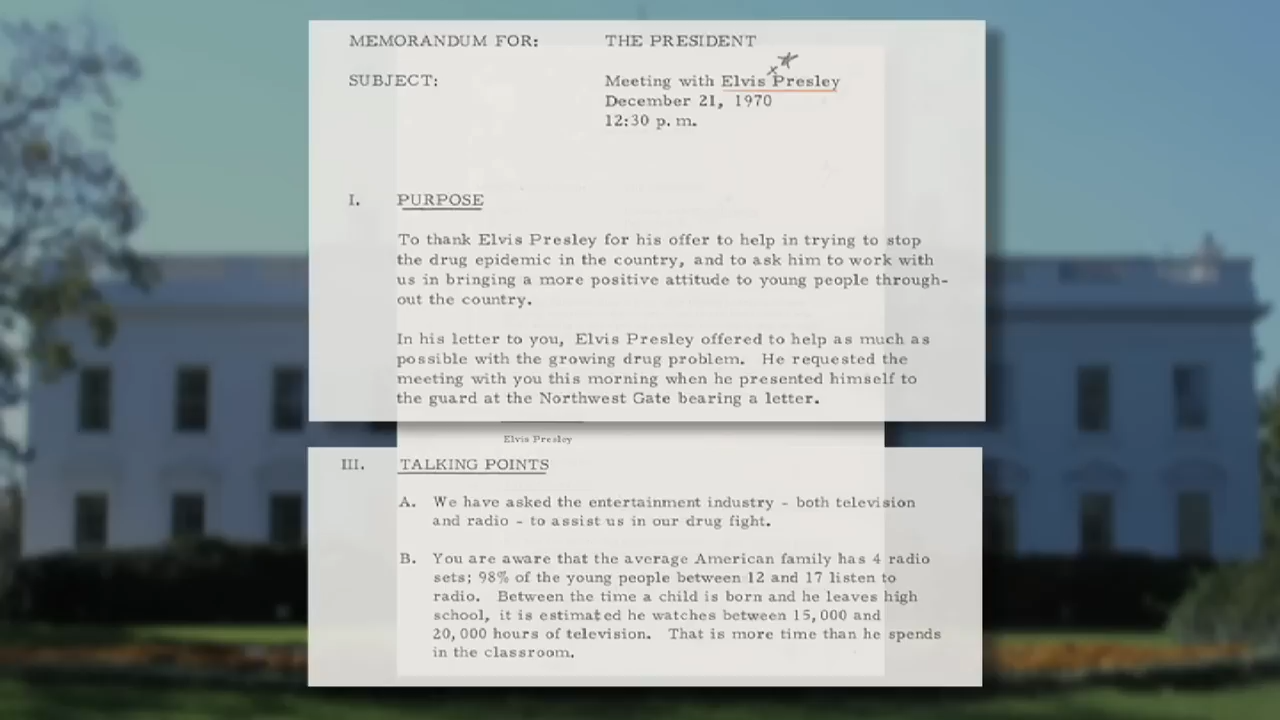 MEMORANDUM FOR: THE PRESIDENT
SUBJECT: Meeting with Elvis Presley
December 21, 1970
12:30 p. m.
I. PURPOSE
To thank Elvis Presley for his offer to help in trying to stop
the drug epidemic in the country, and to ask him to work with
us in bringing a more positive attitude to young people through-
out the country.
In his letter to you, Elvis Presley offered to help as much as
possible with the growing drug problem. He requested the
meeting with you this morning when he presented himself to
the guard at the Northwest Gate bearing a letter.
Elvis Presley
III. TALKING POINTS
A. We have asked the entertainment industry - both television
and radio - to assist us in our drug fight.
B. You are aware that the average American family has 4 radio
sets; 98% of the young people between 12 and 17 listen to
radio. Between the time a child is born and he leaves high
school, it is estimated he watches between 15,000 and
20,000 hours of television. That is more time than he spends
in the classroom.